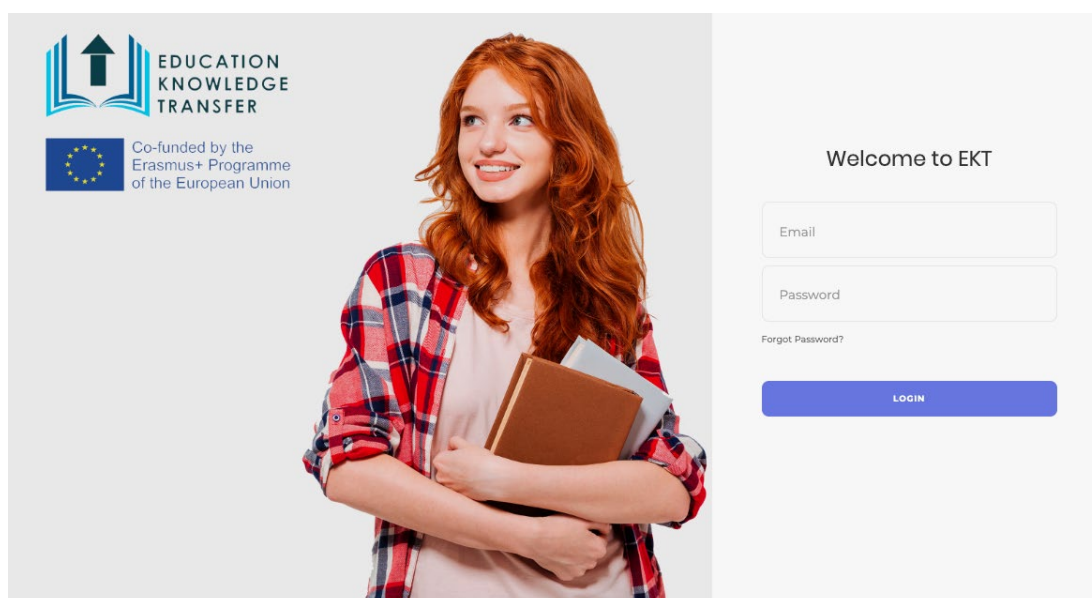 EDUCATION
KNOWLEDGE
TRANSFER
Co-funded by the
Erasmus+ Programme
of the European Union
Welcome to EKT
Email
Password
Forgot Password?
LOGIN